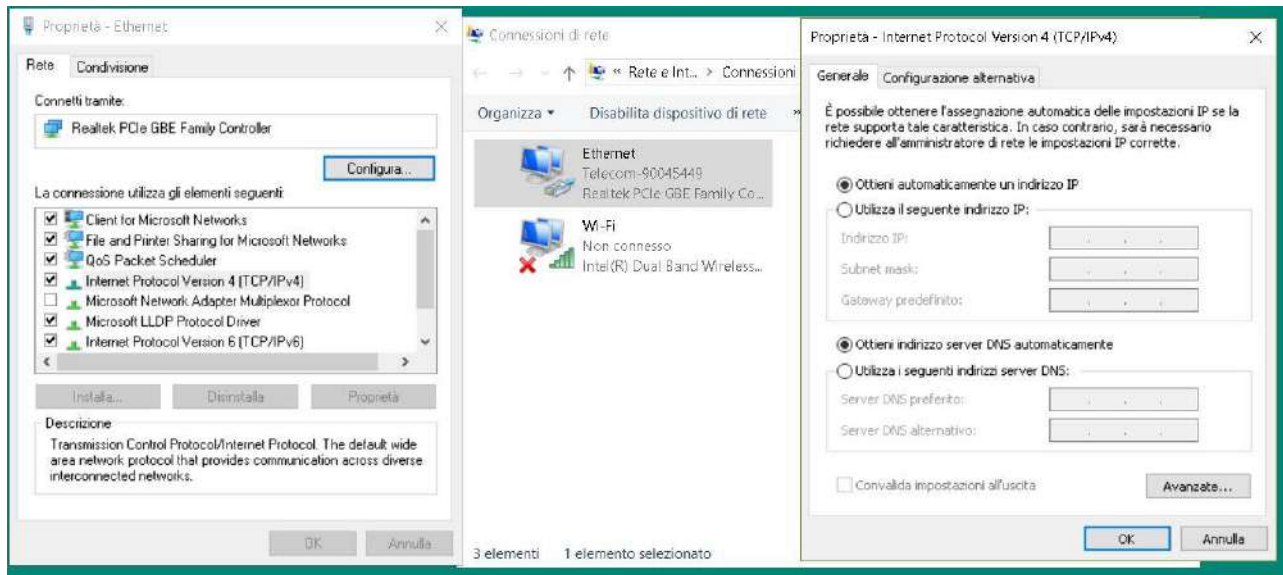 Proprietà - Ethernet
Rete
Condivisione
Connetti tramite:
Realtek PCIe GBE Family Controller
Configura...
La connessione utilizza gli elementi seguenti:
Client for Microsoft Networks
File and Printer Sharing for Microsoft Networks
QoS Packet Scheduler
Internet Protocol Version 4 (TCP/IPv4)
Microsoft Network Adapter Multiplexor Protocol
Microsoft LLDP Protocol Driver
Internet Protocol Version 6 (TCP/IPv6)
Installa...
Disinstalla
Proprietà
Descrizione
Transmission Control Protocol/Internet Protocol. The default wide
area network protocol that provides communication across diverse
interconnected networks.
OK
Annulla
Connessioni di rete
« Rete e Int... > Connessioni
Organizza
Disabilita dispositivo di rete
»
Ethernet
Telecom-90045449
Realtek PCIe GBE Family Co...
Wi-Fi
Non connesso
Intel(R) Dual Band Wireless...
3 elementi
1 elemento selezionato
Proprietà - Internet Protocol Version 4 (TCP/IPv4)
Generale
Configurazione alternativa
È possibile ottenere l'assegnazione automatica delle impostazioni IP se la
rete supporta tale caratteristica. In caso contrario, sarà necessario
richiedere all'amministratore di rete le impostazioni IP corrette.
Ottieni automaticamente un indirizzo IP
Utilizza il seguente indirizzo IP:
Indirizzo IP:
Subnet mask:
Gateway predefinito:
Ottieni indirizzo server DNS automaticamente
Utilizza i seguenti indirizzi server DNS:
Server DNS preferito:
Server DNS alternativo:
Convalida impostazioni all'uscita
Avanzate...
OK
Annulla